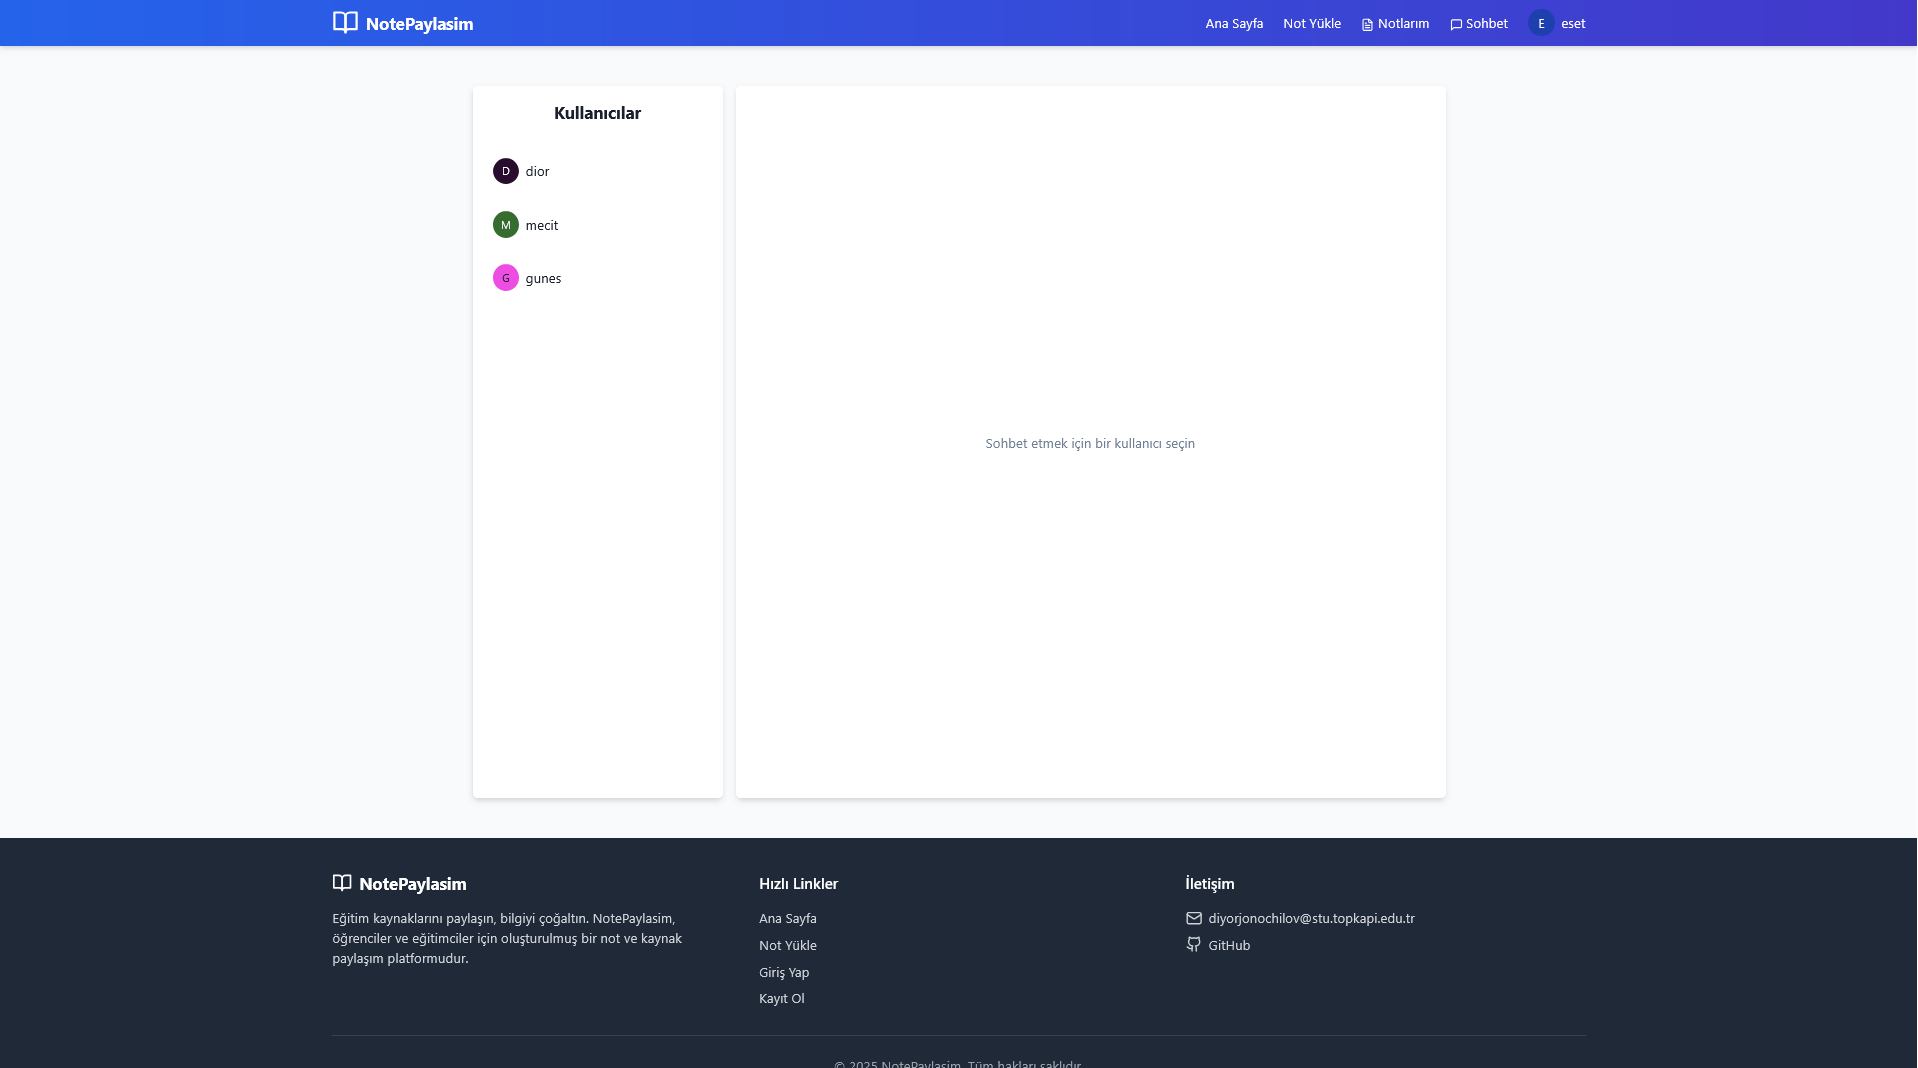 NotePaylasim
Ana Sayfa
Not Yükle
Notlarım
Sohbet
E
eset
Kullanıcılar
D
dior
M
mecit
G
gunes
Sohbet etmek için bir kullanıcı seçin
NotePaylasim
Eğitim kaynaklarını paylaşın, bilgiyi çoğaltın. NotePaylasim,
öğrenciler ve eğitimciler için oluşturulmuş bir not ve kaynak
paylaşım platformudur.
Hızlı Linkler
Ana Sayfa
Not Yükle
Giriş Yap
Kayıt Ol
İletişim
diyorjonochilov@stu.topkapi.edu.tr
GitHub
© 2025 NotePaylasim. Tüm hakları saklıdır.